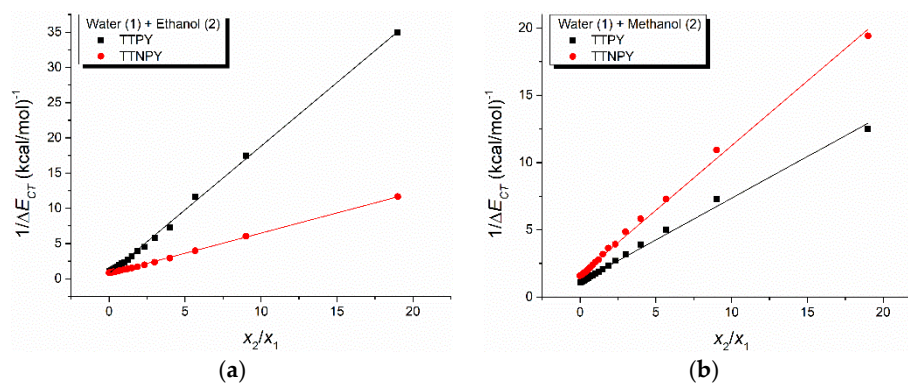 Water (1) + Ethanol (2)
TTPY
TTNPY
35
30
25
20
15
10
5
0
1/ΔE_CT (kcal/mol)⁻¹
0 5 10 15 20
x₂/x₁
(a)
Water (1) + Methanol (2)
TTPY
TTNPY
20
15
10
5
0
1/ΔE_CT (kcal/mol)⁻¹
0 5 10 15 20
x₂/x₁
(b)